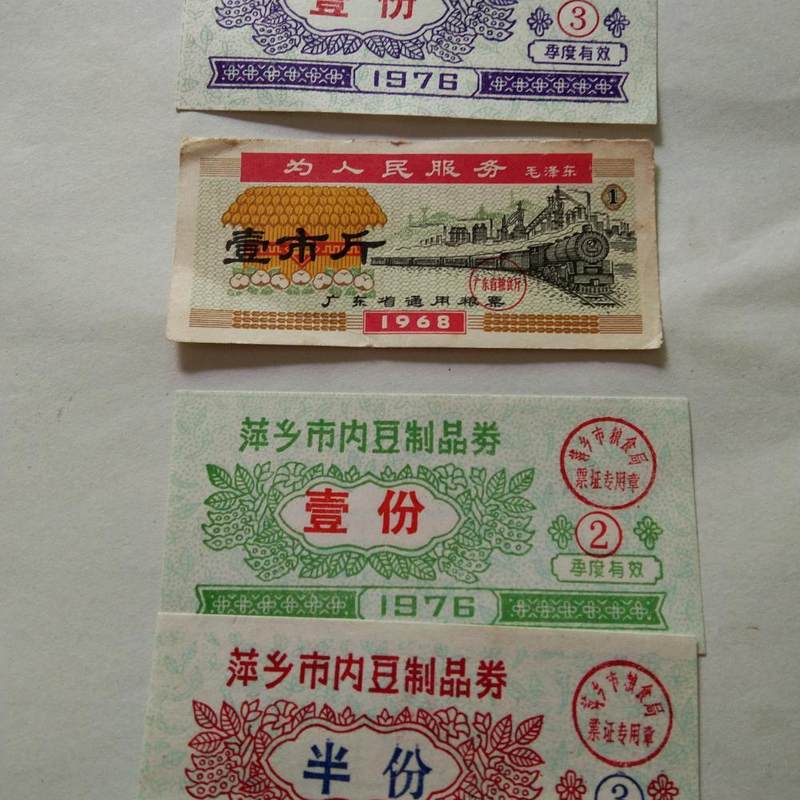 壹份
3
季度有效
1976
为人民服务 毛泽东
1
壹市斤
广东省粮食厅
广东省通用粮票
1968
萍乡市内豆制品券
萍乡市粮食局
票证专用章
壹份
2
季度有效
1976
萍乡市内豆制品券
萍乡市粮食局
票证专用章
半份
3